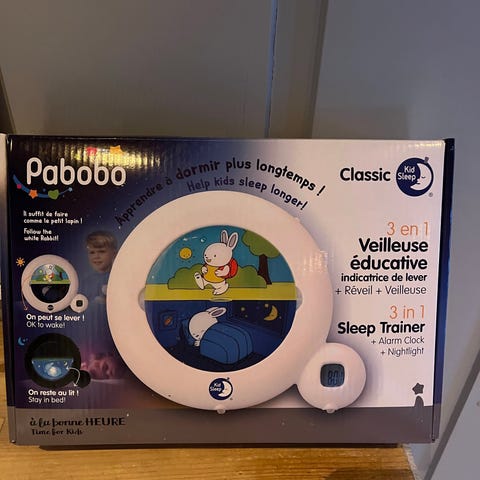 Pabobo
Apprendre à dormir plus longtemps !
Help kids sleep longer!
Classic
Kid
Sleep
Il suffit de faire
comme le petit lapin !
Follow the
white Rabbit!
3 en 1
Veilleuse
éducative
indicatrice de lever
+ Réveil + Veilleuse
On peut se lever !
OK to wake!
3 in 1
Sleep Trainer
+ Alarm Clock
+ Nightlight
On reste au lit !
Stay in bed!
Kid
Sleep
à la bonne HEURE
Time for Kids